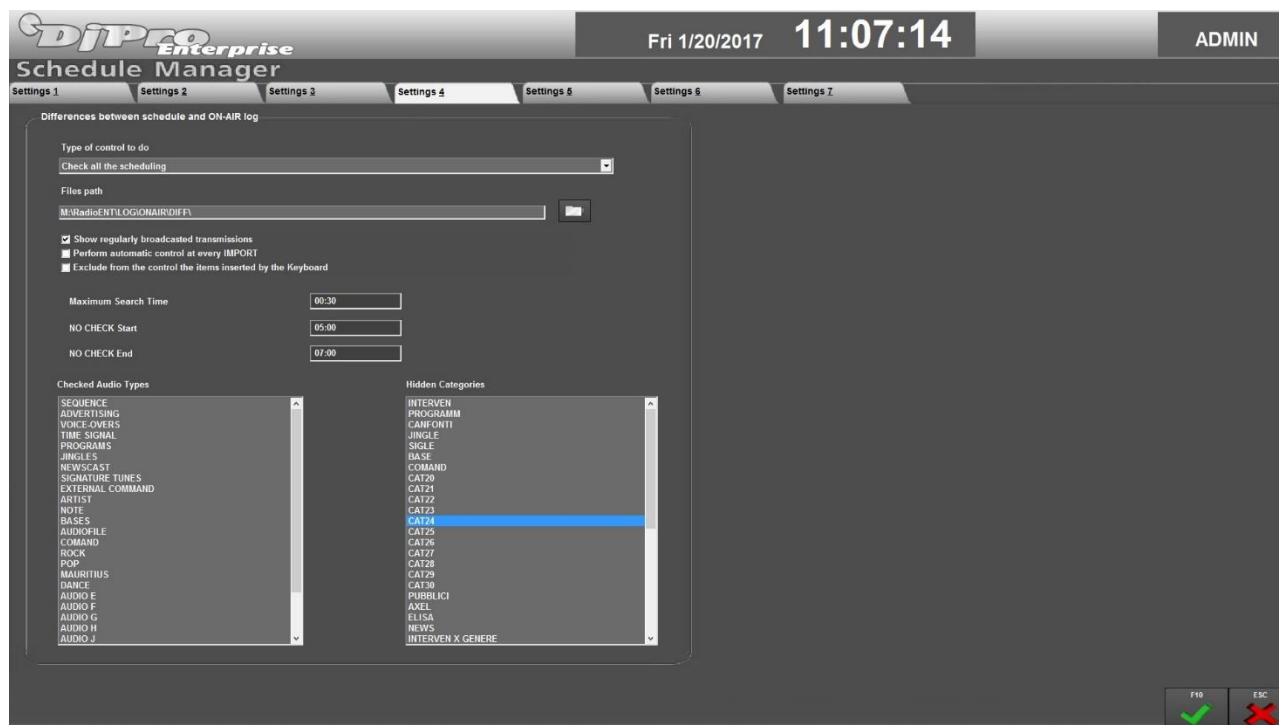 DJPro Enterprise
Fri 1/20/2017 11:07:14
ADMIN
Schedule Manager
Settings 1 Settings 2 Settings 3 Settings 4 Settings 5 Settings 6 Settings 7
Differences between schedule and ON-AIR log
Type of control to do
Check all the scheduling
Files path
M:\RadioENT\LOG\ONAIR\DIFF\
Show regularly broadcasted transmissions
Perform automatic control at every IMPORT
Exclude from the control the items inserted by the Keyboard
Maximum Search Time 00:30
NO CHECK Start 05:00
NO CHECK End 07:00
Checked Audio Types
SEQUENCE
ADVERTISING
VOICE-OVERS
TIME SIGNAL
PROGRAMS
JINGLES
NEWSCAST
SIGNATURE TUNES
EXTERNAL COMMAND
ARTIST
NOTE
BASES
AUDIOFILE
COMAND
ROCK
POP
MAURITIUS
DANCE
AUDIO E
AUDIO F
AUDIO G
AUDIO H
AUDIO J
Hidden Categories
INTERVEN
PROGRAMM
CANFONTI
JINGLE
SIGLE
BASE
COMAND
CAT20
CAT21
CAT22
CAT23
CAT24
CAT25
CAT26
CAT27
CAT28
CAT29
CAT30
PUBBLICI
AXEL
ELISA
NEWS
INTERVEN X GENERE
F10 ESC